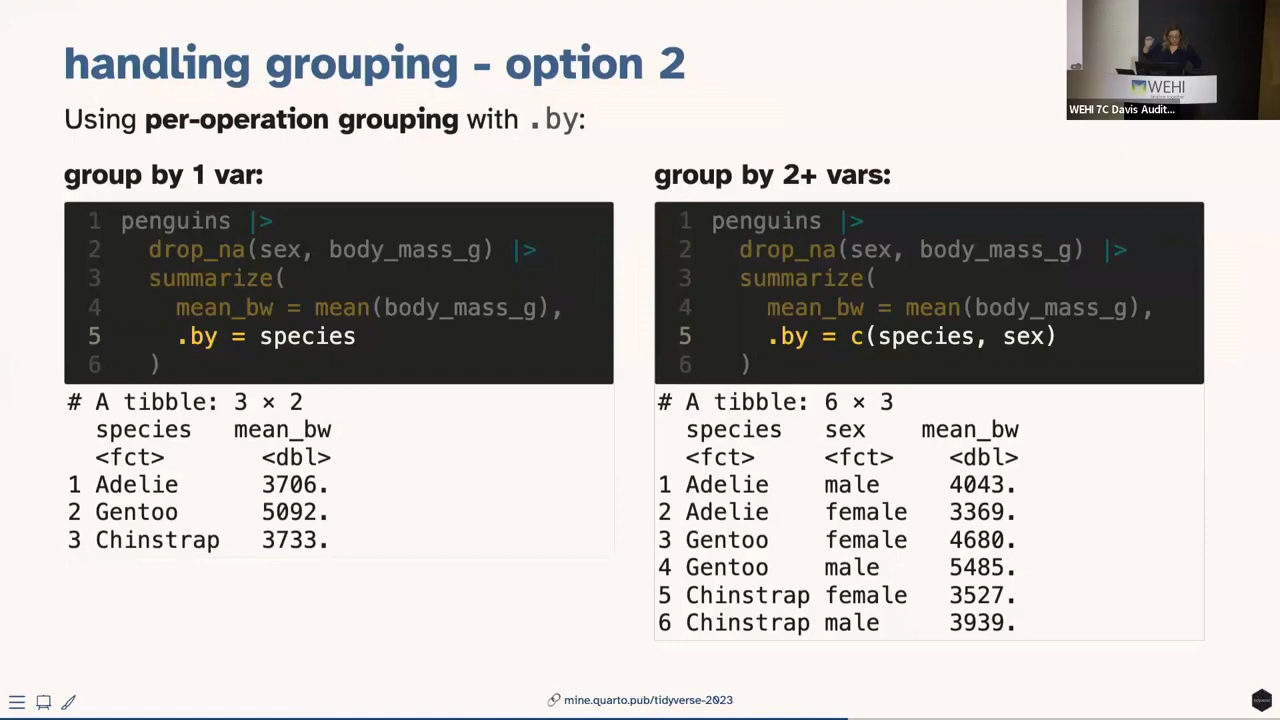 handling grouping - option 2
Using per-operation grouping with .by:
group by 1 var:
1 penguins |>
2 drop_na(sex, body_mass_g) |>
3 summarize(
4 mean_bw = mean(body_mass_g),
5 .by = species
6 )
# A tibble: 3 × 2
species mean_bw
<fct> <dbl>
1 Adelie 3706.
2 Gentoo 5092.
3 Chinstrap 3733.
group by 2+ vars:
1 penguins |>
2 drop_na(sex, body_mass_g) |>
3 summarize(
4 mean_bw = mean(body_mass_g),
5 .by = c(species, sex)
6 )
# A tibble: 6 × 3
species sex mean_bw
<fct> <fct> <dbl>
1 Adelie male 4043.
2 Adelie female 3369.
3 Gentoo female 4680.
4 Gentoo male 5485.
5 Chinstrap female 3527.
6 Chinstrap male 3939.
WEHI
WEHI 7C Davis Audit...
mine.quarto.pub/tidyverse-2023